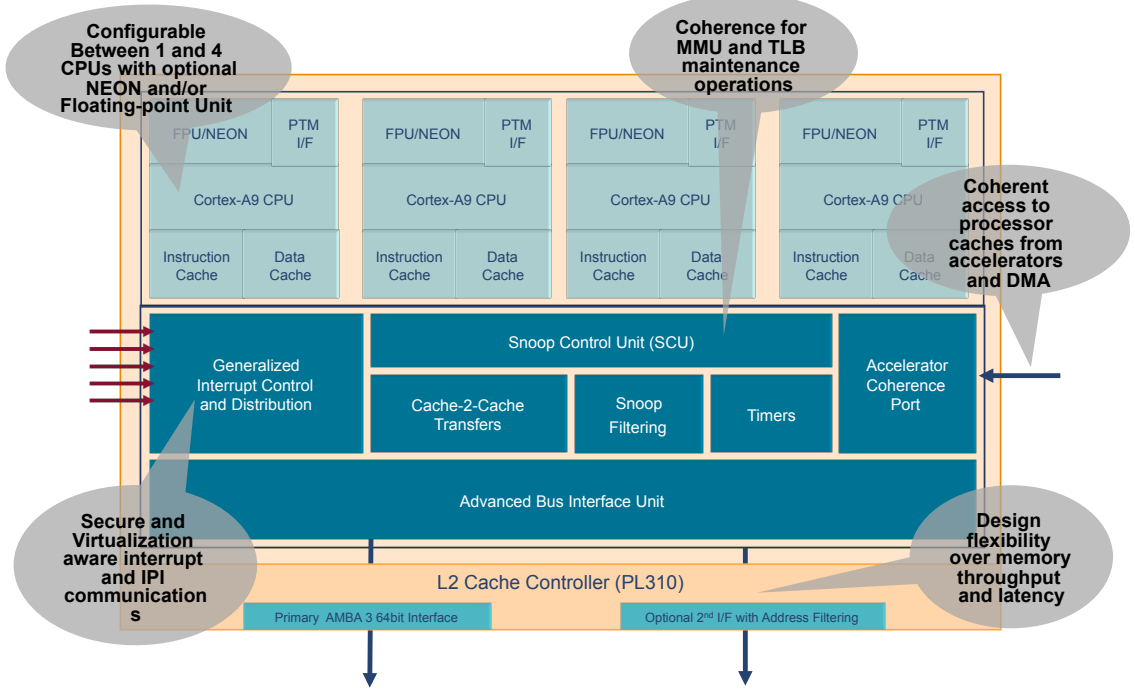 Configurable
Between 1 and 4
CPUs with optional
NEON and/or
Floating-point Unit
Coherence for
MMU and TLB
maintenance
operations
FPU/NEON
PTM
I/F
Cortex-A9 CPU
Instruction
Cache
Data
Cache
FPU/NEON
PTM
I/F
Cortex-A9 CPU
Instruction
Cache
Data
Cache
FPU/NEON
PTM
I/F
Cortex-A9 CPU
Instruction
Cache
Data
Cache
FPU/NEON
PTM
I/F
Cortex-A9 CPU
Instruction
Cache
Data
Cache
Coherent
access to
processor
caches from
accelerators
and DMA
Generalized
Interrupt Control
and Distribution
Snoop Control Unit (SCU)
Cache-2-Cache
Transfers
Snoop
Filtering
Timers
Accelerator
Coherence
Port
Advanced Bus Interface Unit
Secure and
Virtualization
aware interrupt
and IPI
communication
s
Design
flexibility
over memory
throughput
and latency
L2 Cache Controller (PL310)
Primary AMBA 3 64bit Interface
Optional 2nd I/F with Address Filtering